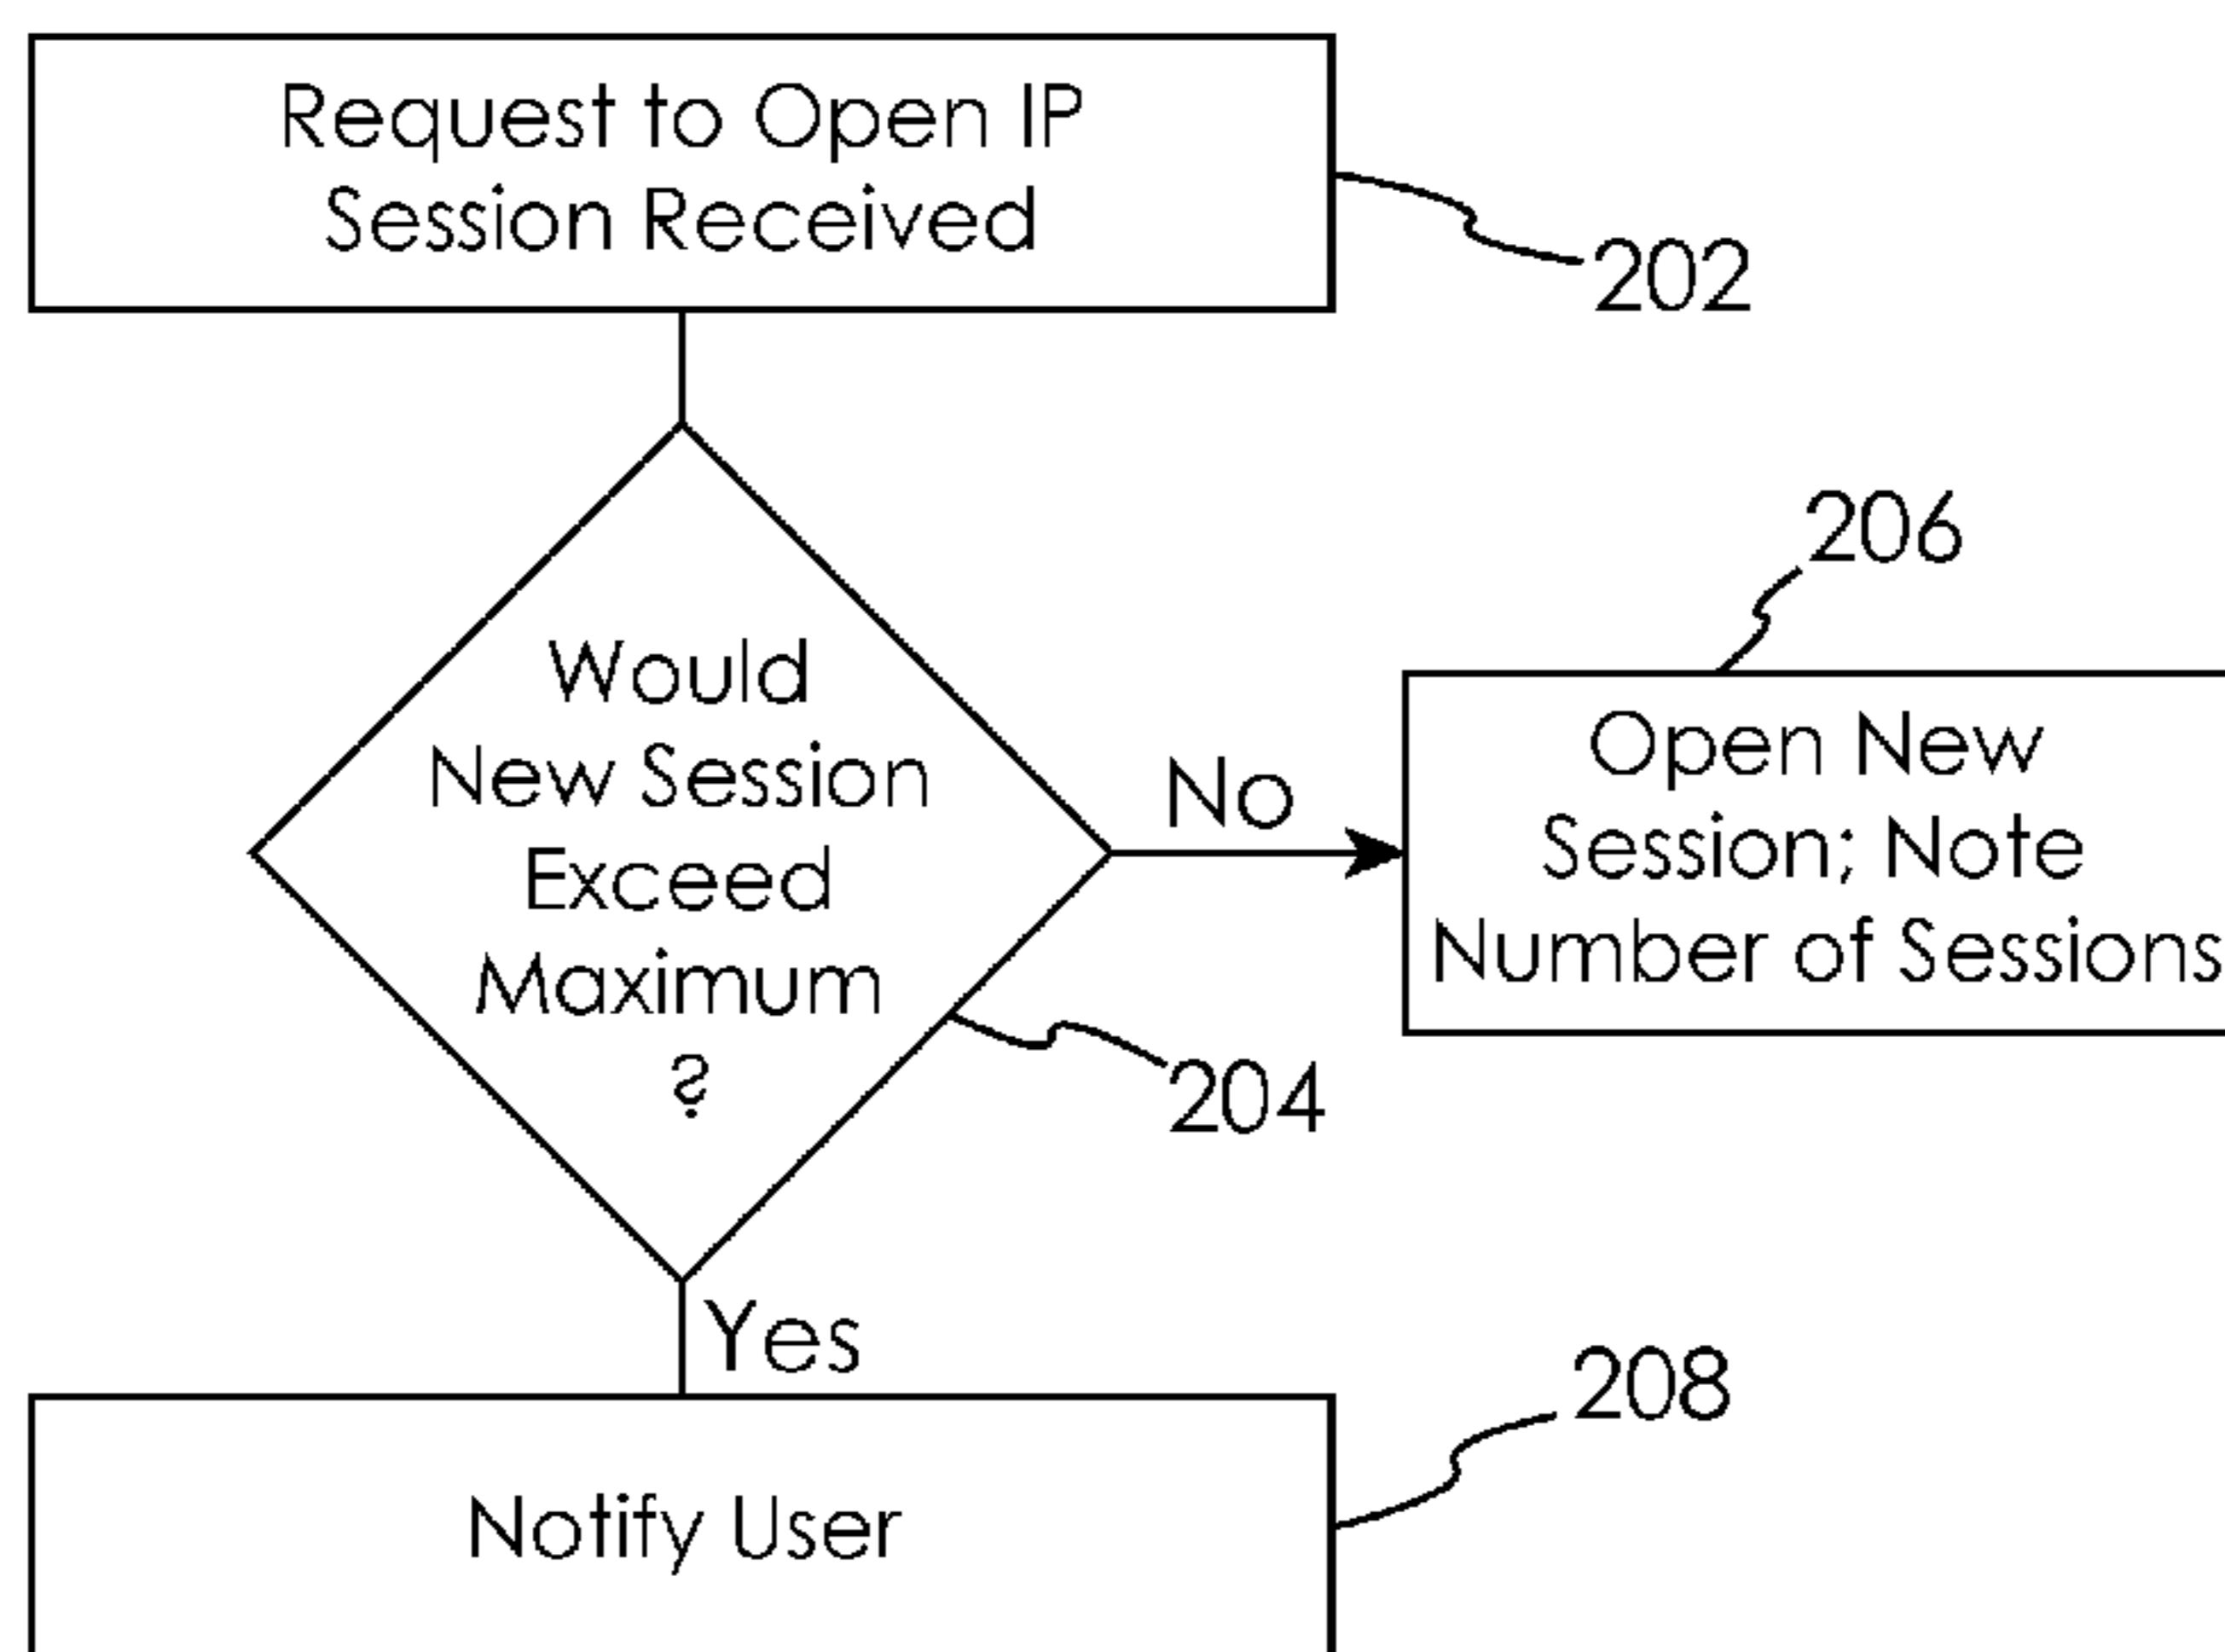 Request to Open IP
Session Received
202
206
Would
New Session
Exceed
Maximum
?
No
Open New
Session; Note
Number of Sessions
204
Yes
208
Notify User